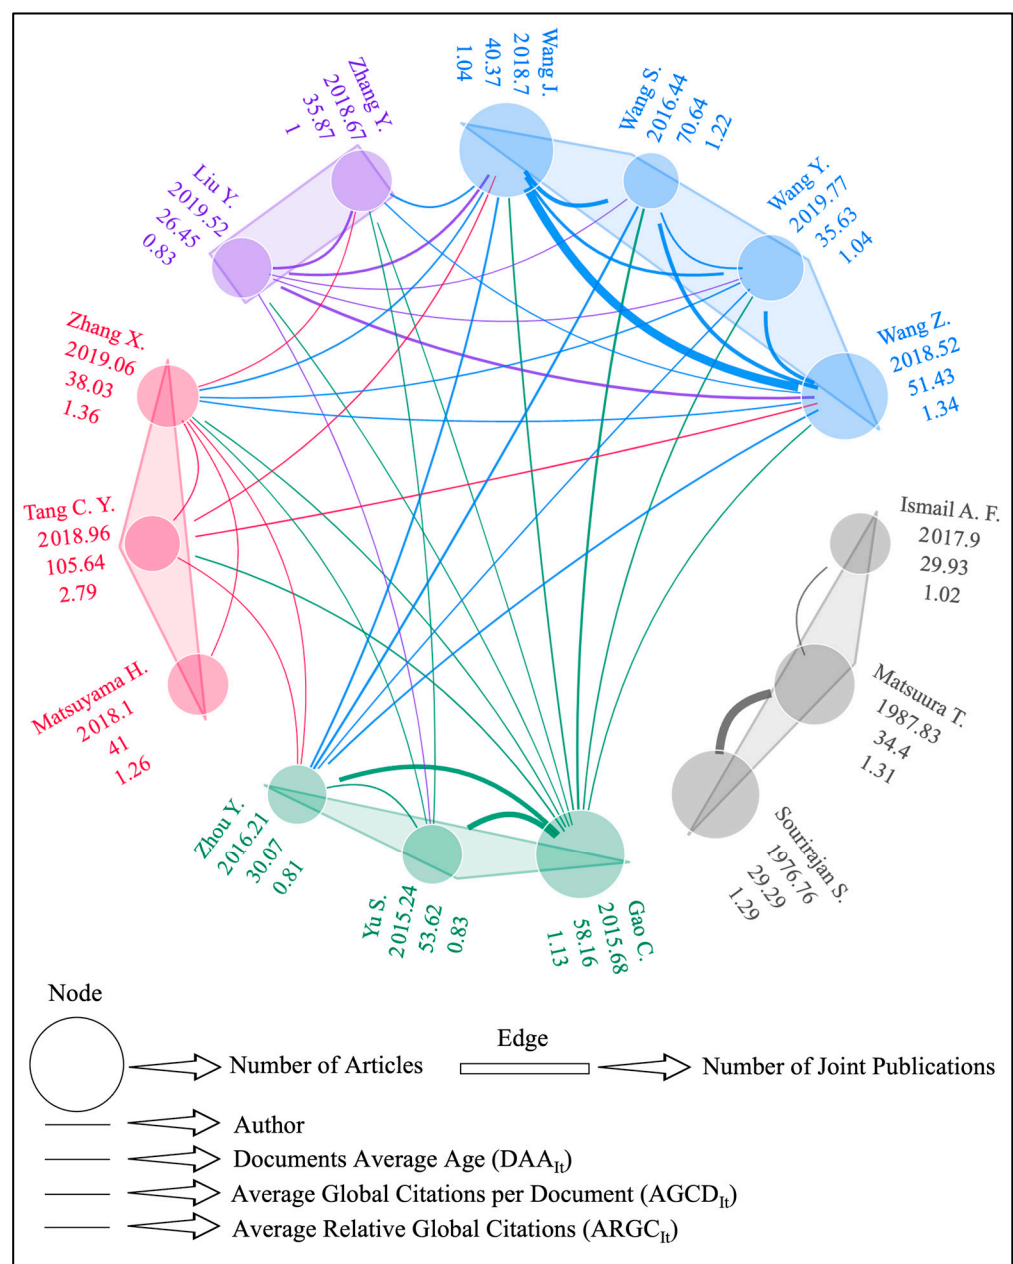 Wang J.
2018.7
40.37
1.04
Wang S.
2016.44
70.64
1.22
Wang Y.
2019.77
35.63
1.04
Wang Z.
2018.52
51.43
1.34
Ismail A. F.
2017.9
29.93
1.02
Matsuura T.
1987.83
34.4
1.31
Sourirajan S.
1976.76
29.29
1.29
Gao C.
2015.68
58.16
1.13
Yu S.
2015.24
53.62
0.83
Zhou Y.
2016.21
30.07
0.81
Matsuyama H.
2018.1
41
1.26
Tang C. Y.
2018.96
105.64
2.79
Zhang X.
2019.06
38.03
1.36
Liu Y.
2019.52
26.45
0.83
Zhang Y.
2018.67
35.87
1
Node
Number of Articles
Edge
Number of Joint Publications
Author
Documents Average Age (DAA_It)
Average Global Citations per Document (AGCD_It)
Average Relative Global Citations (ARGC_It)